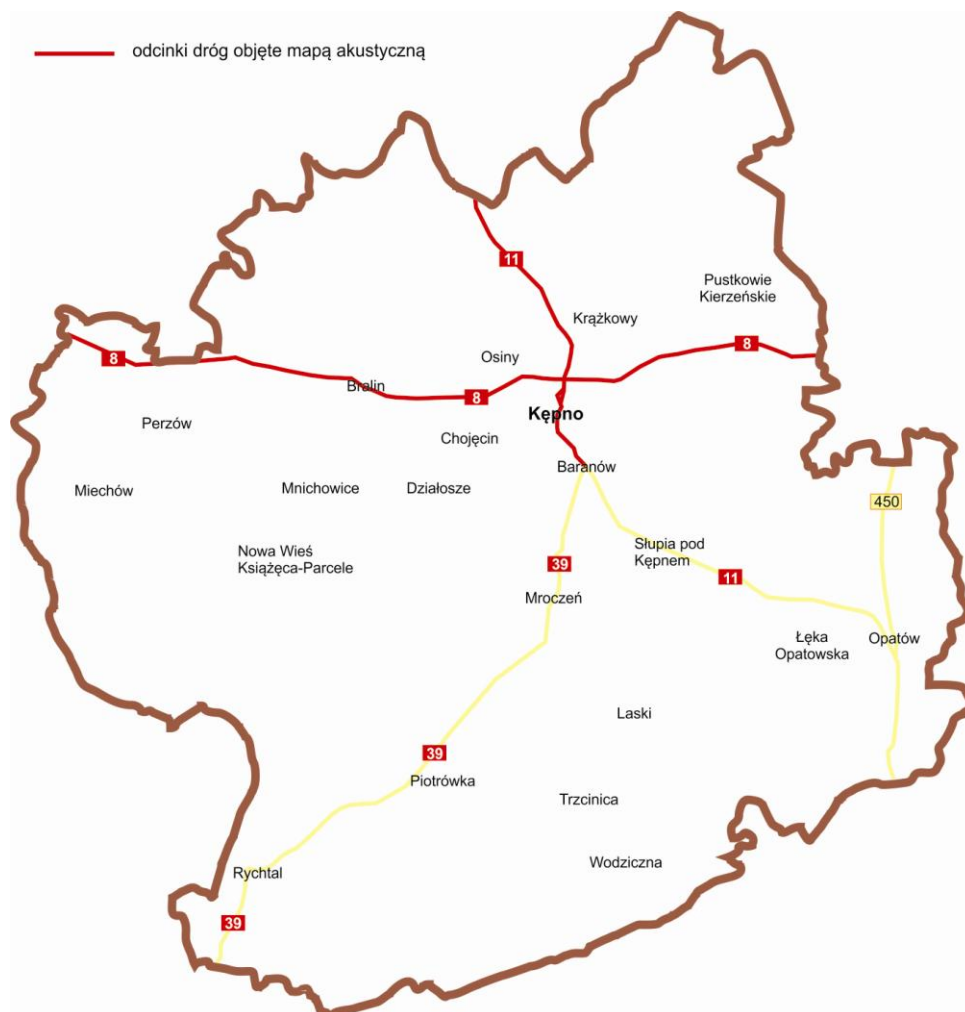 odcinki dróg objęte mapą akustyczną
11
Pustkowie
Kierzeńskie
Krążkowy
8
8
Osiny
Bralin
8
Kępno
Perzów
Chojęcin
Baranów
Miechów
Mnichowice
Działosze
450
Nowa Wieś
Książęca-Parcele
Słupia pod
Kępnem
39
11
Mroczeń
Łęka
Opatowska
Opatów
Laski
39
Piotrówka
Trzcinica
Wodziczna
Rychtal
39